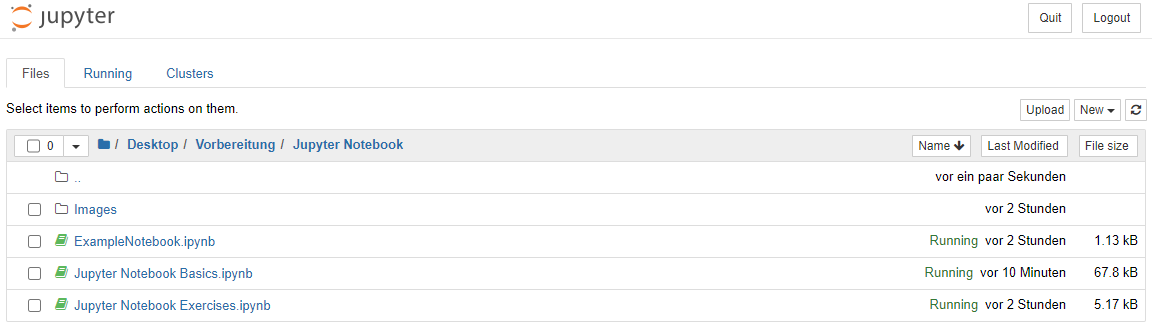 jupyter Quit Logout
Files Running Clusters
Select items to perform actions on them. Upload New
0 / Desktop / Vorbereitung / Jupyter Notebook Name Last Modified File size
.. vor ein paar Sekunden
Images vor 2 Stunden
ExampleNotebook.ipynb Running vor 2 Stunden 1.13 kB
Jupyter Notebook Basics.ipynb Running vor 10 Minuten 67.8 kB
Jupyter Notebook Exercises.ipynb Running vor 2 Stunden 5.17 kB